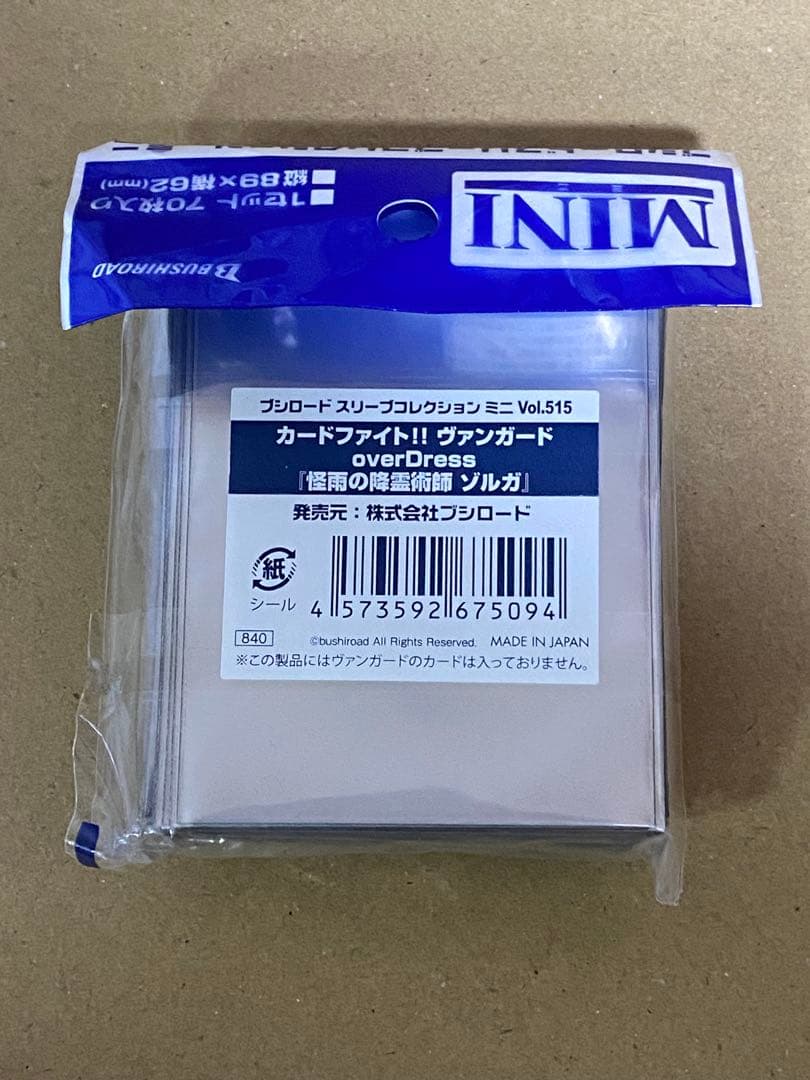 MINI
■1セット 70枚入り
■縦89×横62(mm)
BUSHIROAD
ブシロード スリーブコレクション ミニ Vol.515
カードファイト!! ヴァンガード
overDress
『怪雨の降霊術師 ゾルガ』
発売元：株式会社ブシロード
紙
シール
4 573592 675094
840
©bushiroad All Rights Reserved. MADE IN JAPAN
※この製品にはヴァンガードのカードは入っておりません。